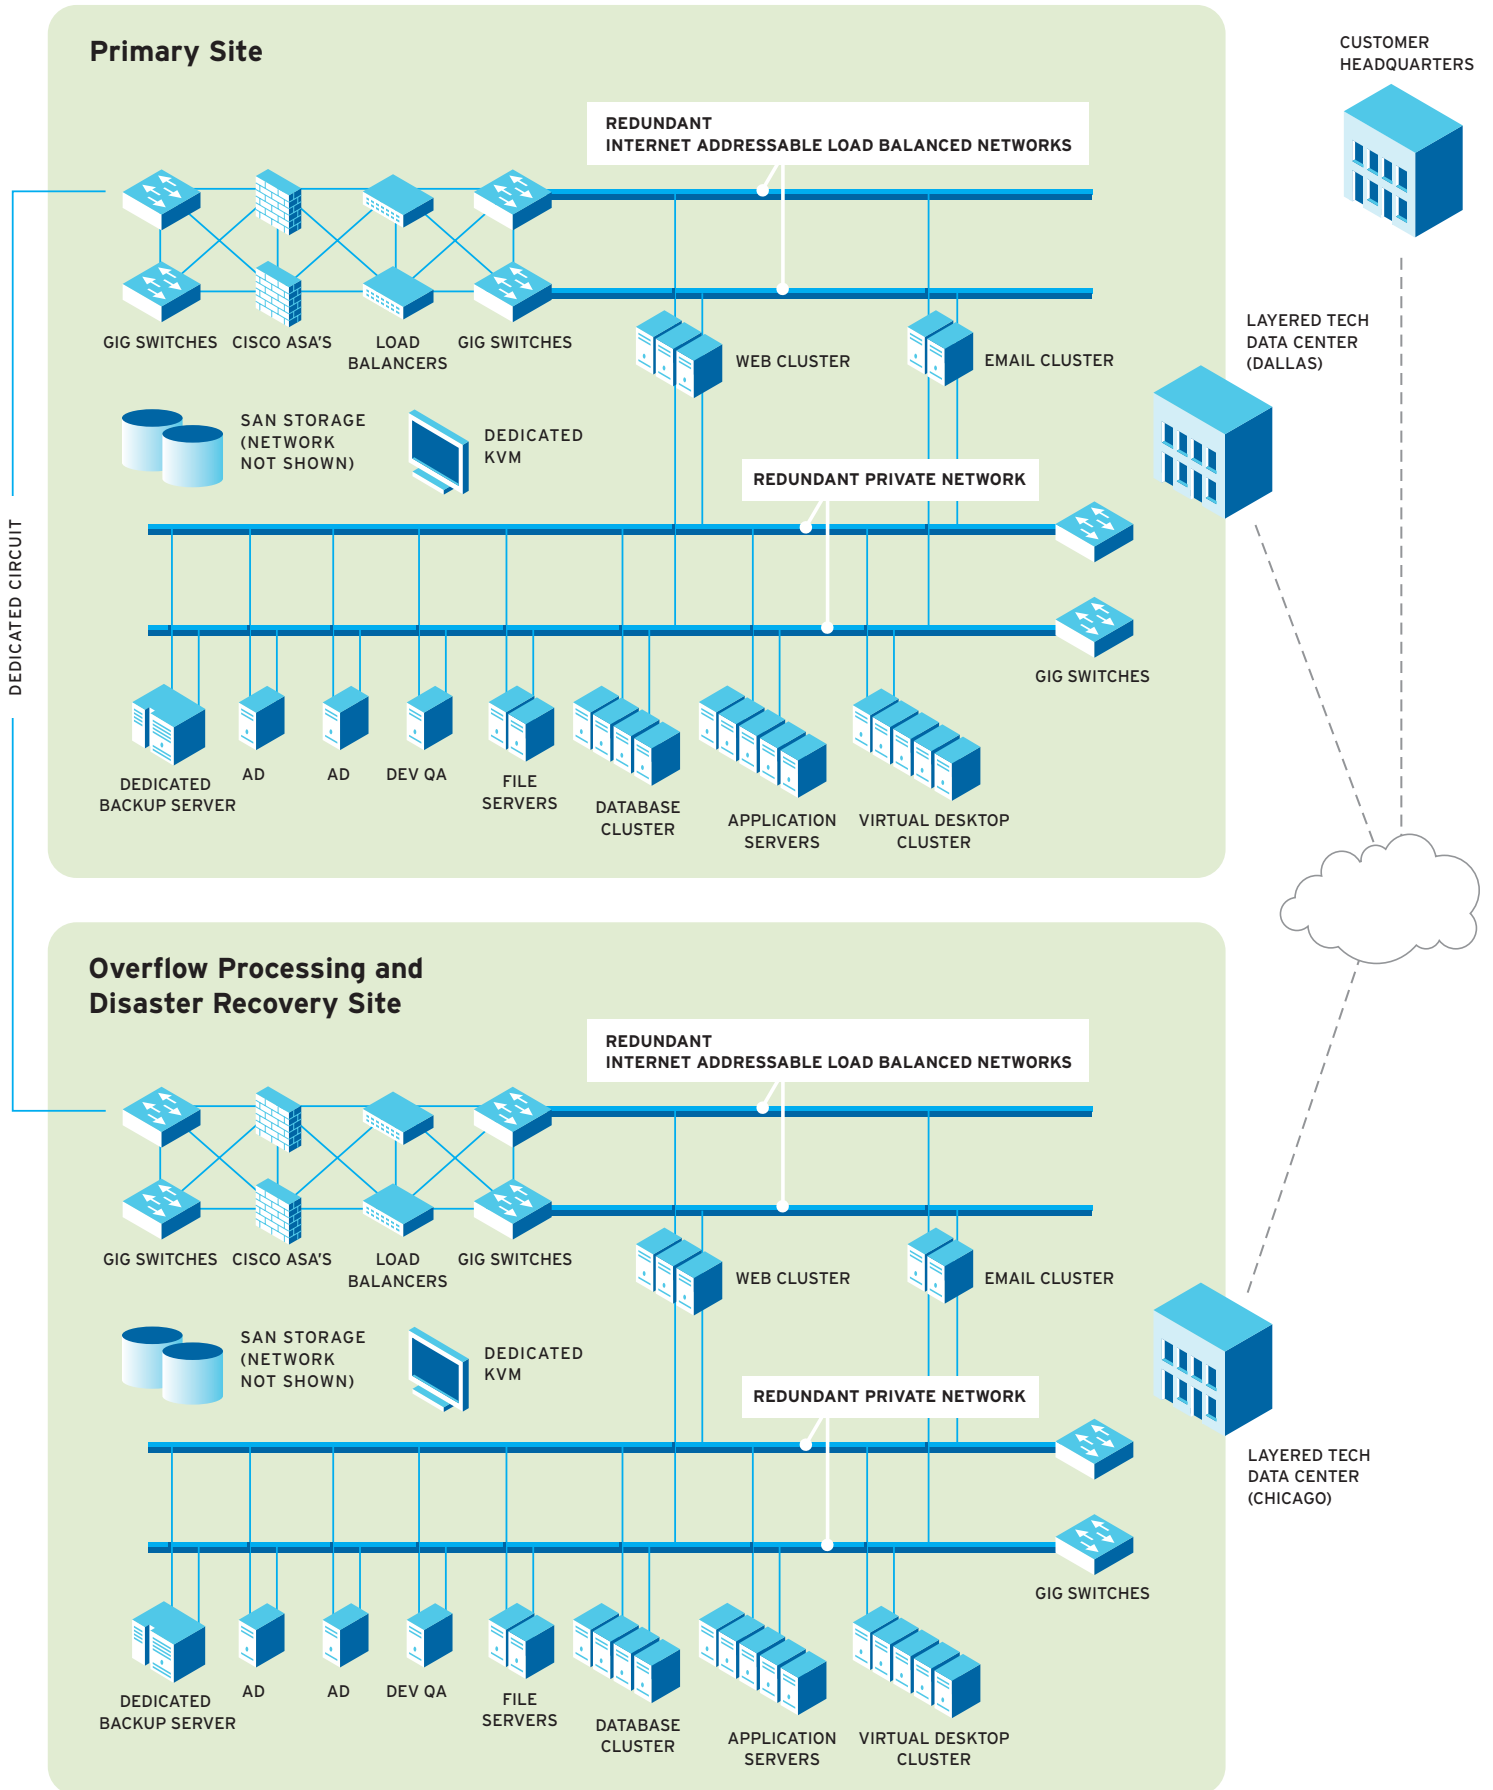 Primary Site
CUSTOMER
HEADQUARTERS
REDUNDANT
INTERNET ADDRESSABLE LOAD BALANCED NETWORKS
GIG SWITCHES
CISCO ASA'S
LOAD
BALANCERS
GIG SWITCHES
WEB CLUSTER
EMAIL CLUSTER
LAYERED TECH
DATA CENTER
(DALLAS)
SAN STORAGE
(NETWORK
NOT SHOWN)
DEDICATED
KVM
REDUNDANT PRIVATE NETWORK
DEDICATED CIRCUIT
GIG SWITCHES
DEDICATED
BACKUP SERVER
AD
AD
DEV QA
FILE
SERVERS
DATABASE
CLUSTER
APPLICATION
SERVERS
VIRTUAL DESKTOP
CLUSTER
Overflow Processing and
Disaster Recovery Site
REDUNDANT
INTERNET ADDRESSABLE LOAD BALANCED NETWORKS
GIG SWITCHES
CISCO ASA'S
LOAD
BALANCERS
GIG SWITCHES
WEB CLUSTER
EMAIL CLUSTER
SAN STORAGE
(NETWORK
NOT SHOWN)
DEDICATED
KVM
REDUNDANT PRIVATE NETWORK
LAYERED TECH
DATA CENTER
(CHICAGO)
GIG SWITCHES
DEDICATED
BACKUP SERVER
AD
AD
DEV QA
FILE
SERVERS
DATABASE
CLUSTER
APPLICATION
SERVERS
VIRTUAL DESKTOP
CLUSTER